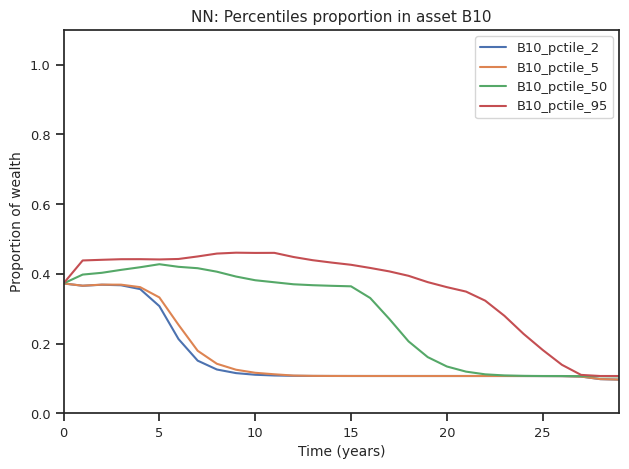 NN: Percentiles proportion in asset B10
B10_pctile_2
B10_pctile_5
B10_pctile_50
B10_pctile_95
Proportion of wealth
1.0
0.8
0.6
0.4
0.2
0.0
0 5 10 15 20 25
Time (years)